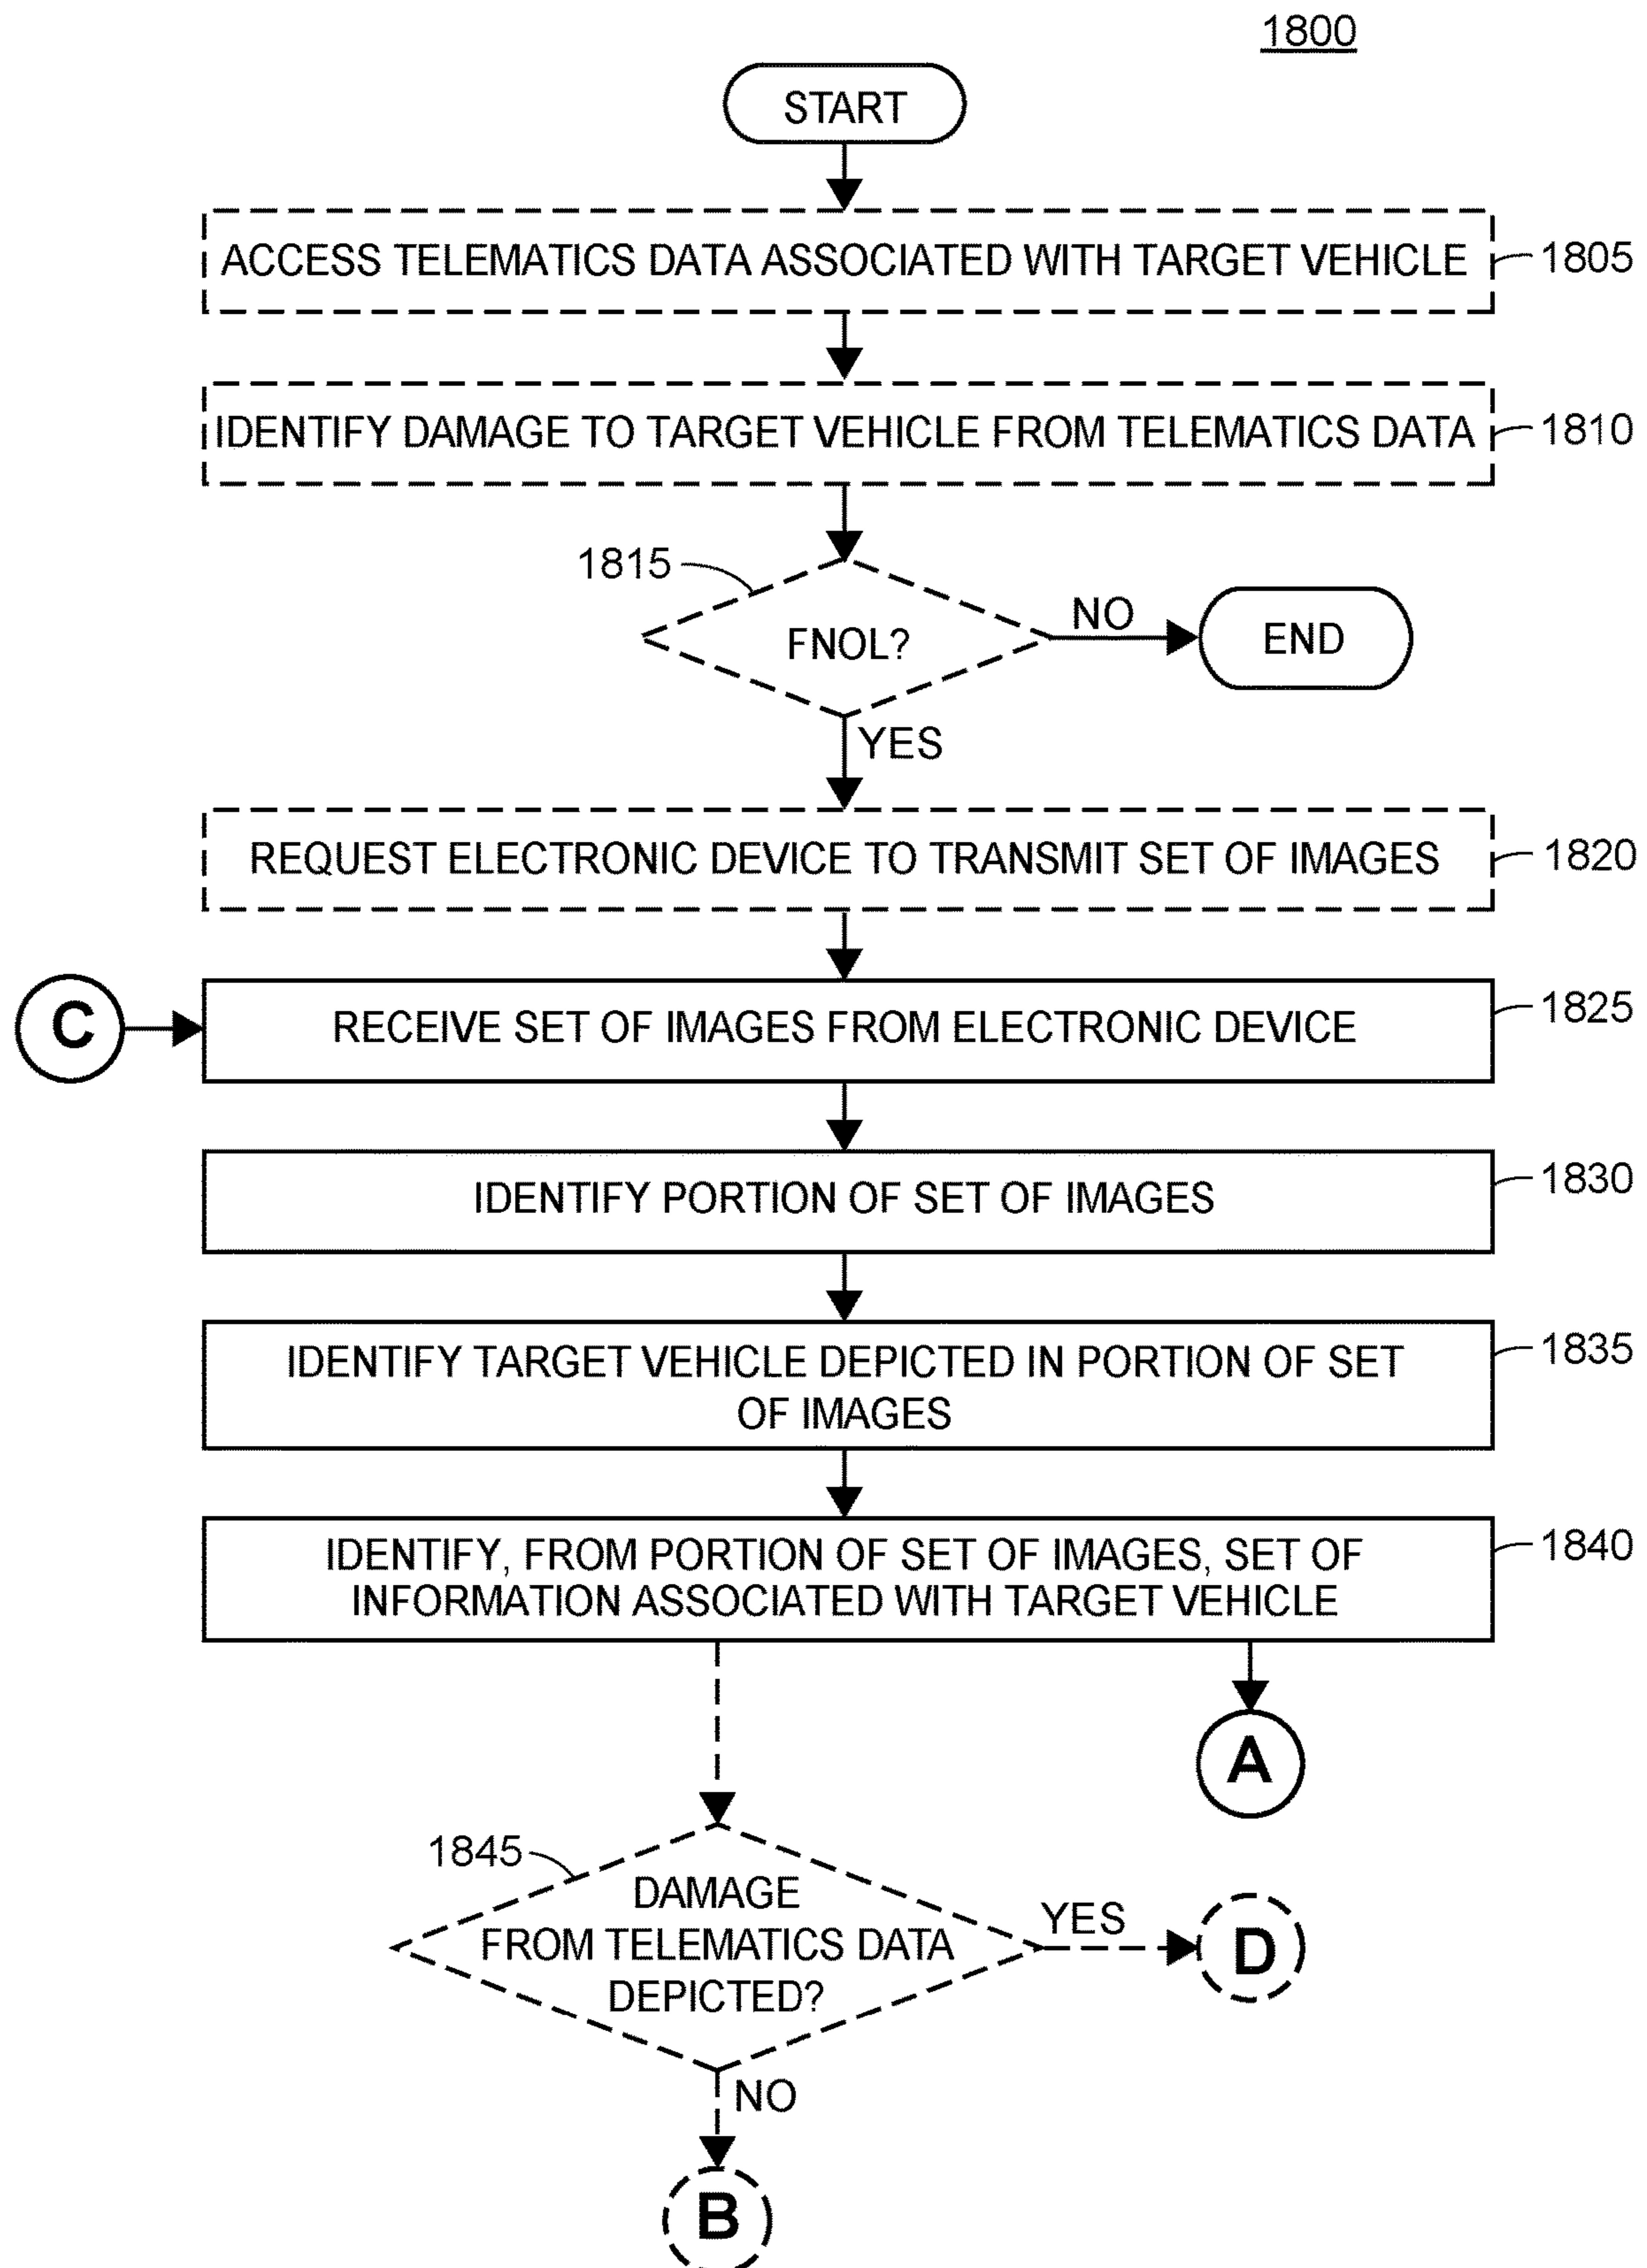 1800
START
ACCESS TELEMATICS DATA ASSOCIATED WITH TARGET VEHICLE
1805
IDENTIFY DAMAGE TO TARGET VEHICLE FROM TELEMATICS DATA
1810
1815
FNOL?
NO
END
YES
REQUEST ELECTRONIC DEVICE TO TRANSMIT SET OF IMAGES
1820
C
RECEIVE SET OF IMAGES FROM ELECTRONIC DEVICE
1825
IDENTIFY PORTION OF SET OF IMAGES
1830
IDENTIFY TARGET VEHICLE DEPICTED IN PORTION OF SET
OF IMAGES
1835
IDENTIFY, FROM PORTION OF SET OF IMAGES, SET OF
INFORMATION ASSOCIATED WITH TARGET VEHICLE
1840
A
1845
DAMAGE
FROM TELEMATICS DATA
DEPICTED?
YES
D
NO
B